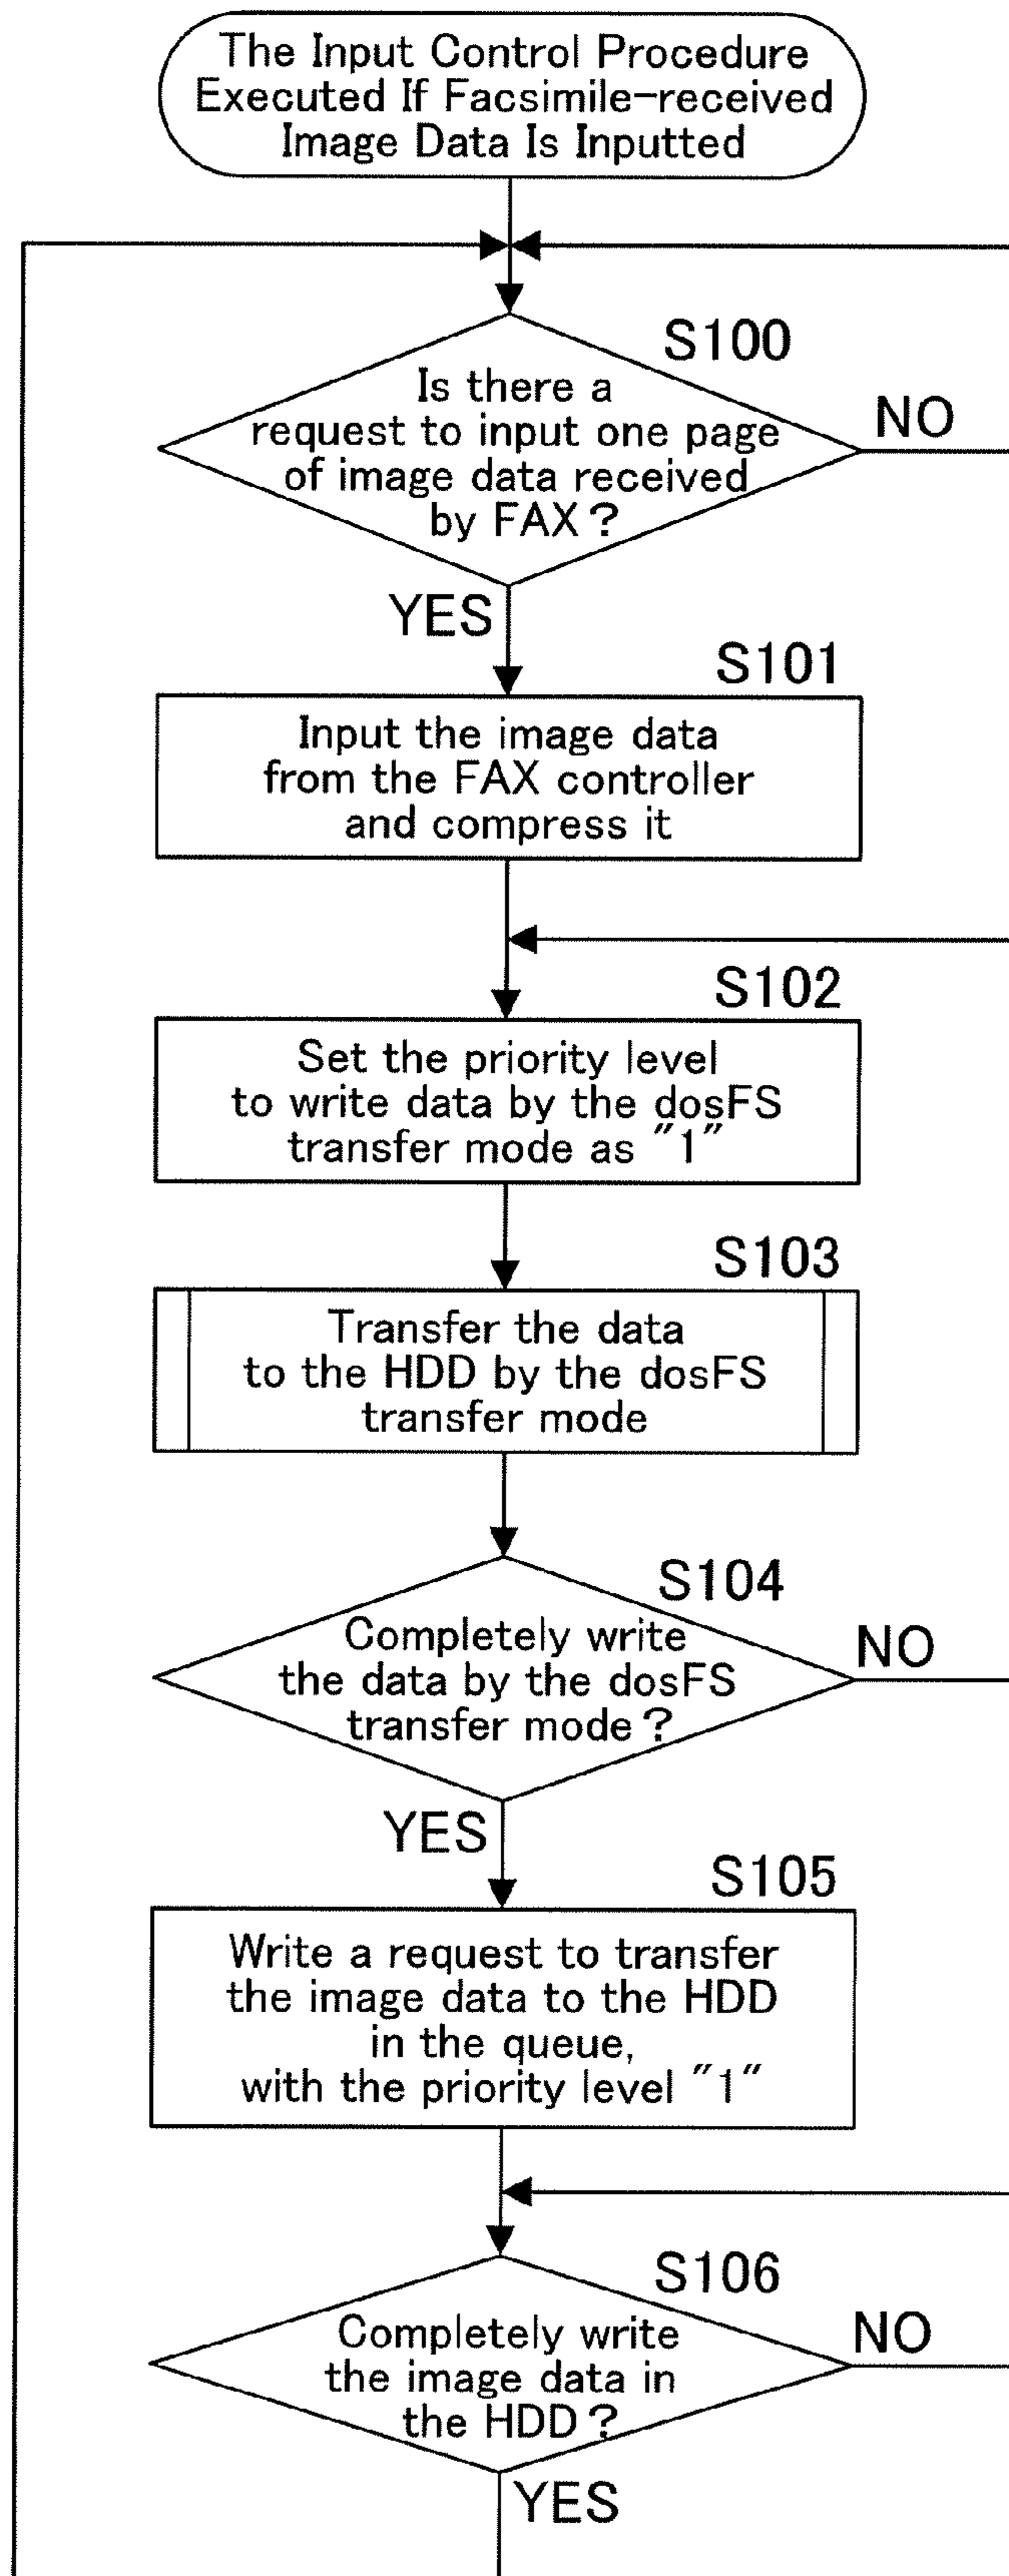 The Input Control Procedure
Executed If Facsimile-received
Image Data Is Inputted
S100
Is there a
request to input one page
of image data received
by FAX?
NO
YES
S101
Input the image data
from the FAX controller
and compress it
S102
Set the priority level
to write data by the dosFS
transfer mode as "1"
S103
Transfer the data
to the HDD by the dosFS
transfer mode
S104
Completely write
the data by the dosFS
transfer mode?
NO
YES
S105
Write a request to transfer
the image data to the HDD
in the queue,
with the priority level "1"
S106
Completely write
the image data in
the HDD?
NO
YES